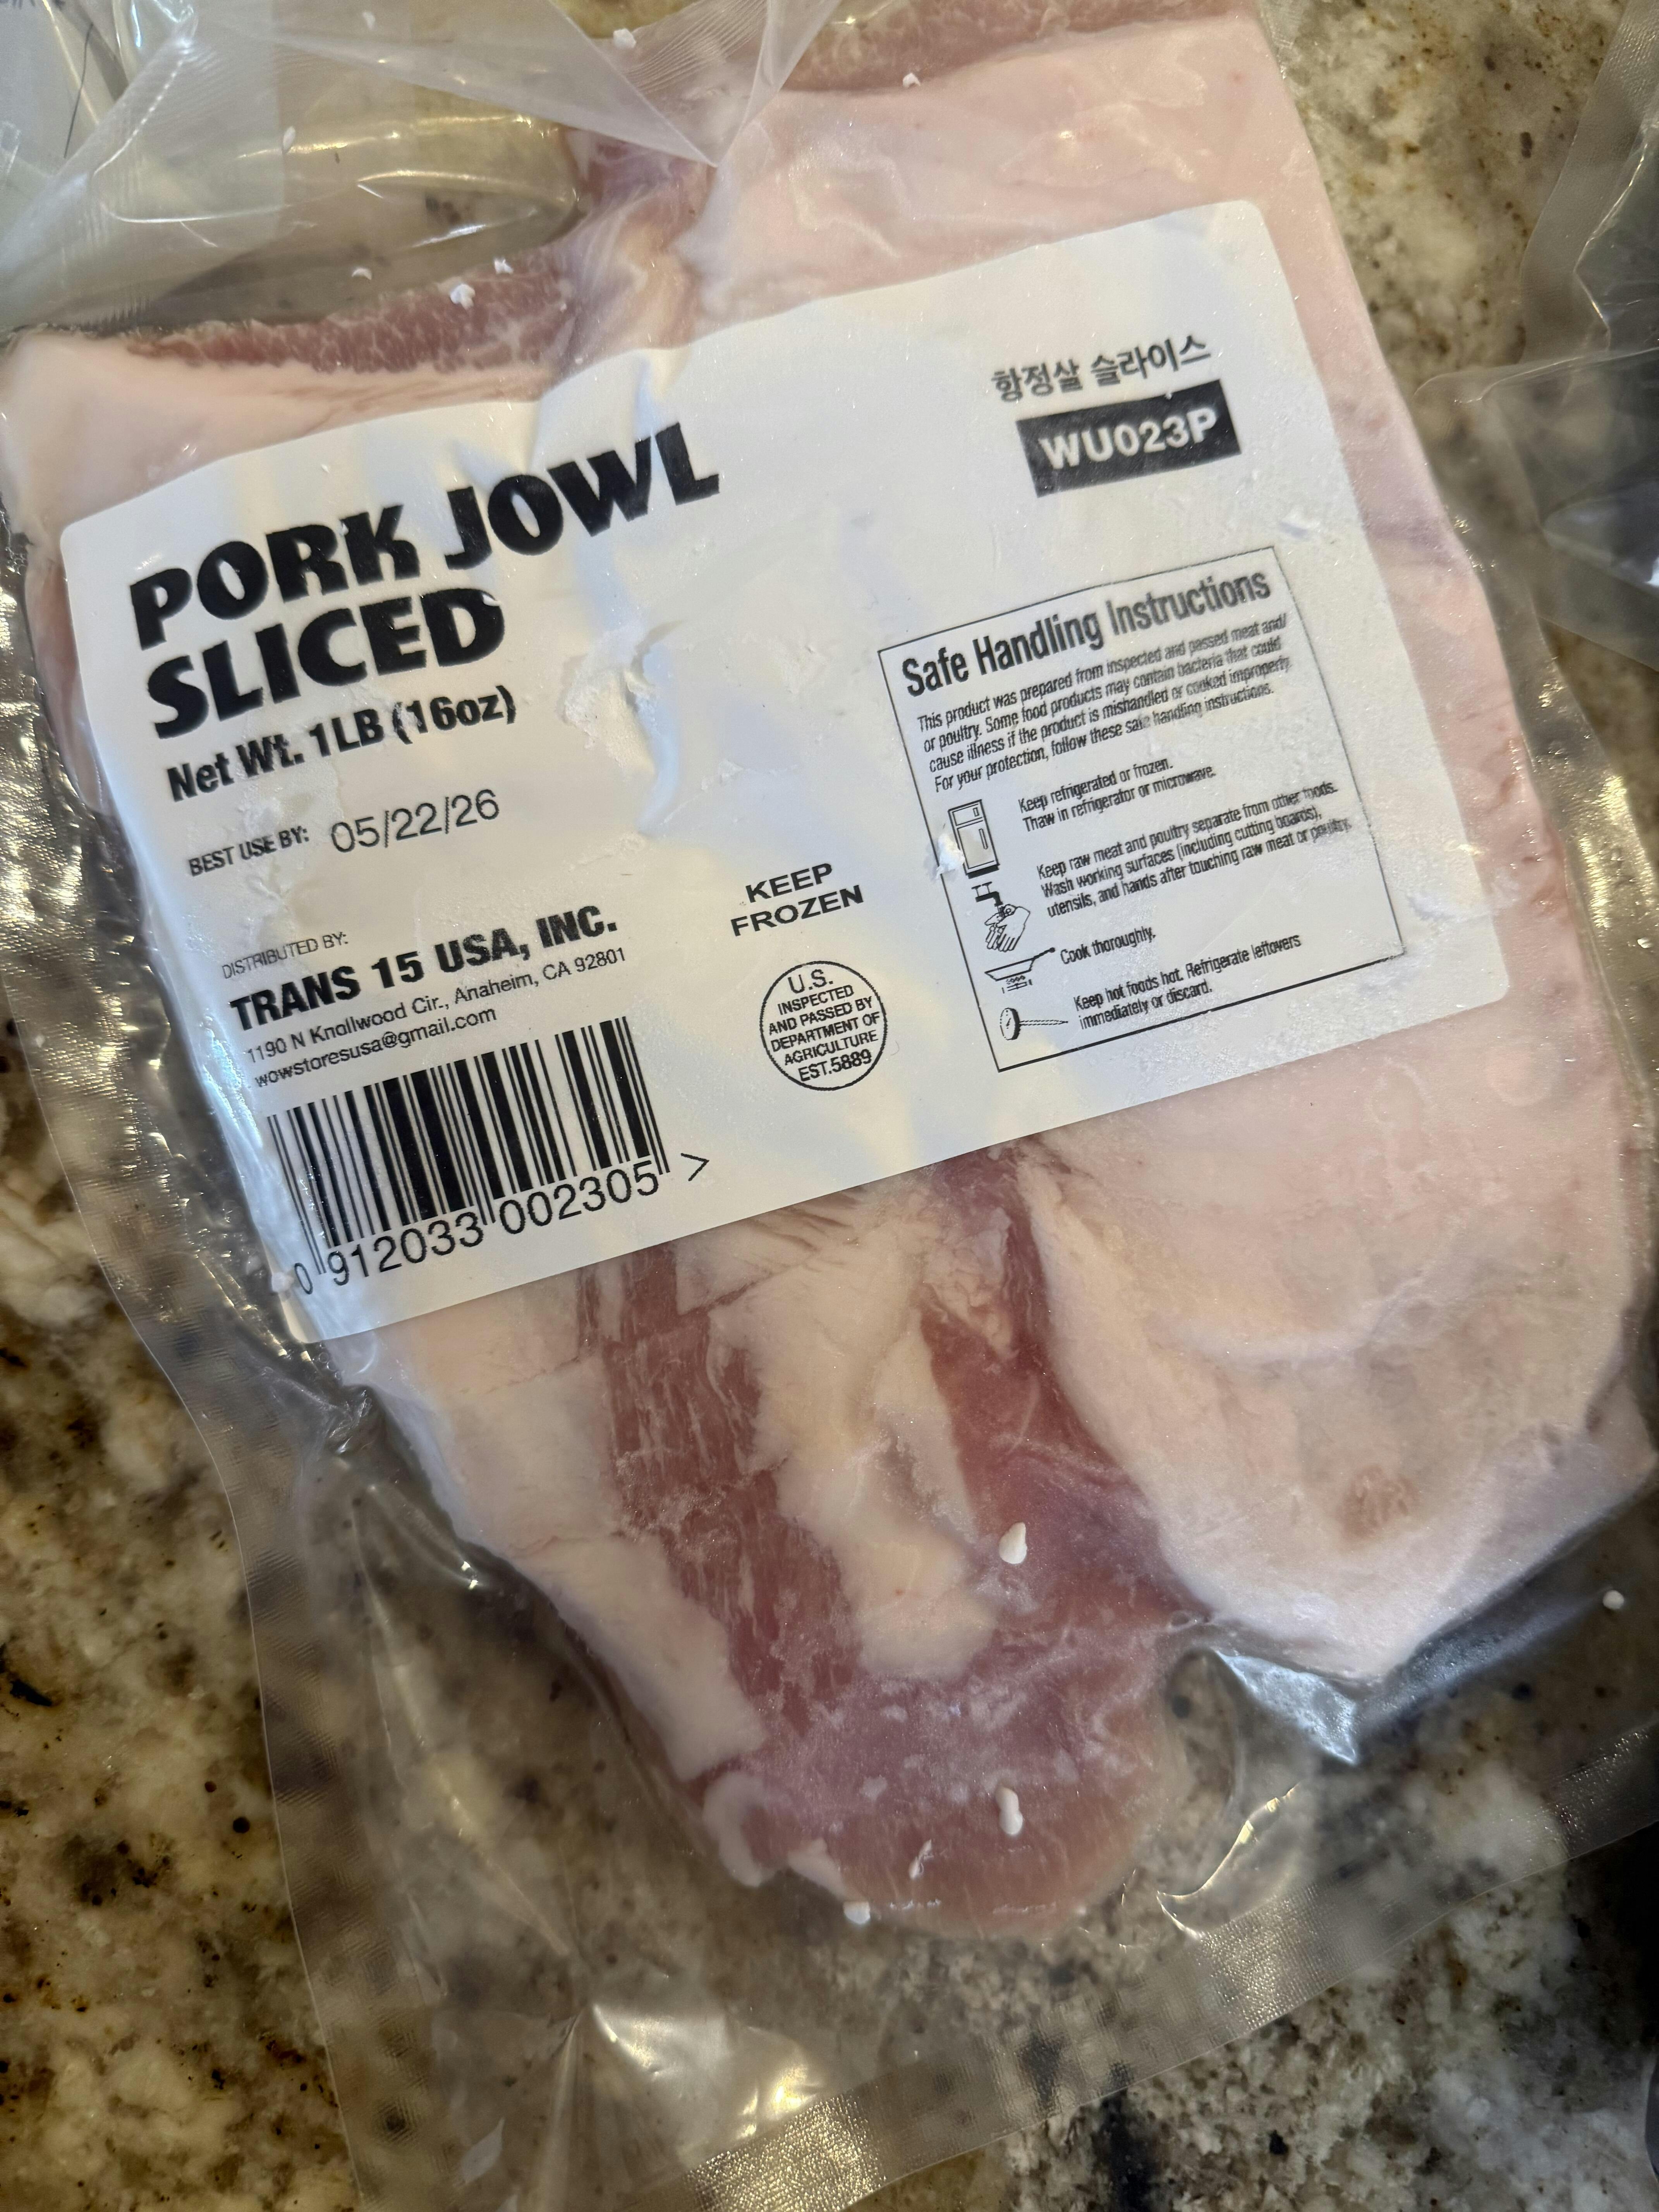 항정살 슬라이스
WU023P
PORK JOWL
SLICED
Net Wt. 1LB (16oz)
BEST USE BY: 05/22/26
DISTRIBUTED BY:
TRANS 15 USA, INC.
1190 N Knollwood Cir., Anaheim, CA 92801
wowstoresusa@gmail.com
0 912033 002305 >
KEEP
FROZEN
U.S.
INSPECTED
AND PASSED BY
DEPARTMENT OF
AGRICULTURE
EST.5889
Safe Handling Instructions
This product was prepared from inspected and passed meat and/
or poultry. Some food products may contain bacteria that could
cause illness if the product is mishandled or cooked improperly.
For your protection, follow these safe handling instructions.
Keep refrigerated or frozen.
Thaw in refrigerator or microwave.
Keep raw meat and poultry separate from other foods.
Wash working surfaces (including cutting boards),
utensils, and hands after touching raw meat or poultry.
Cook thoroughly.
Keep hot foods hot. Refrigerate leftovers
immediately or discard.